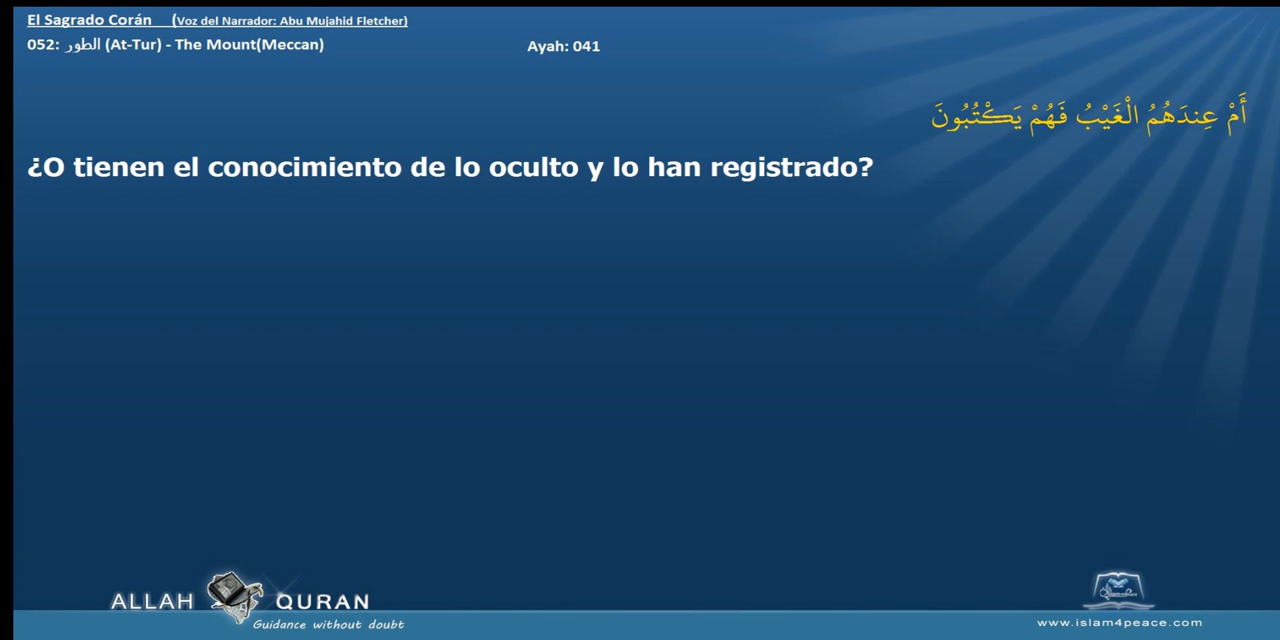 El Sagrado Corán (Voz del Narrador: Abu Mujahid Fletcher)
052: الطور (At-Tur) - The Mount(Meccan) Ayah: 041
أَمْ عِندَهُمُ الْغَيْبُ فَهُمْ يَكْتُبُونَ
¿O tienen el conocimiento de lo oculto y lo han registrado?
ALLAH QURAN
Guidance without doubt
www.islam4peace.com